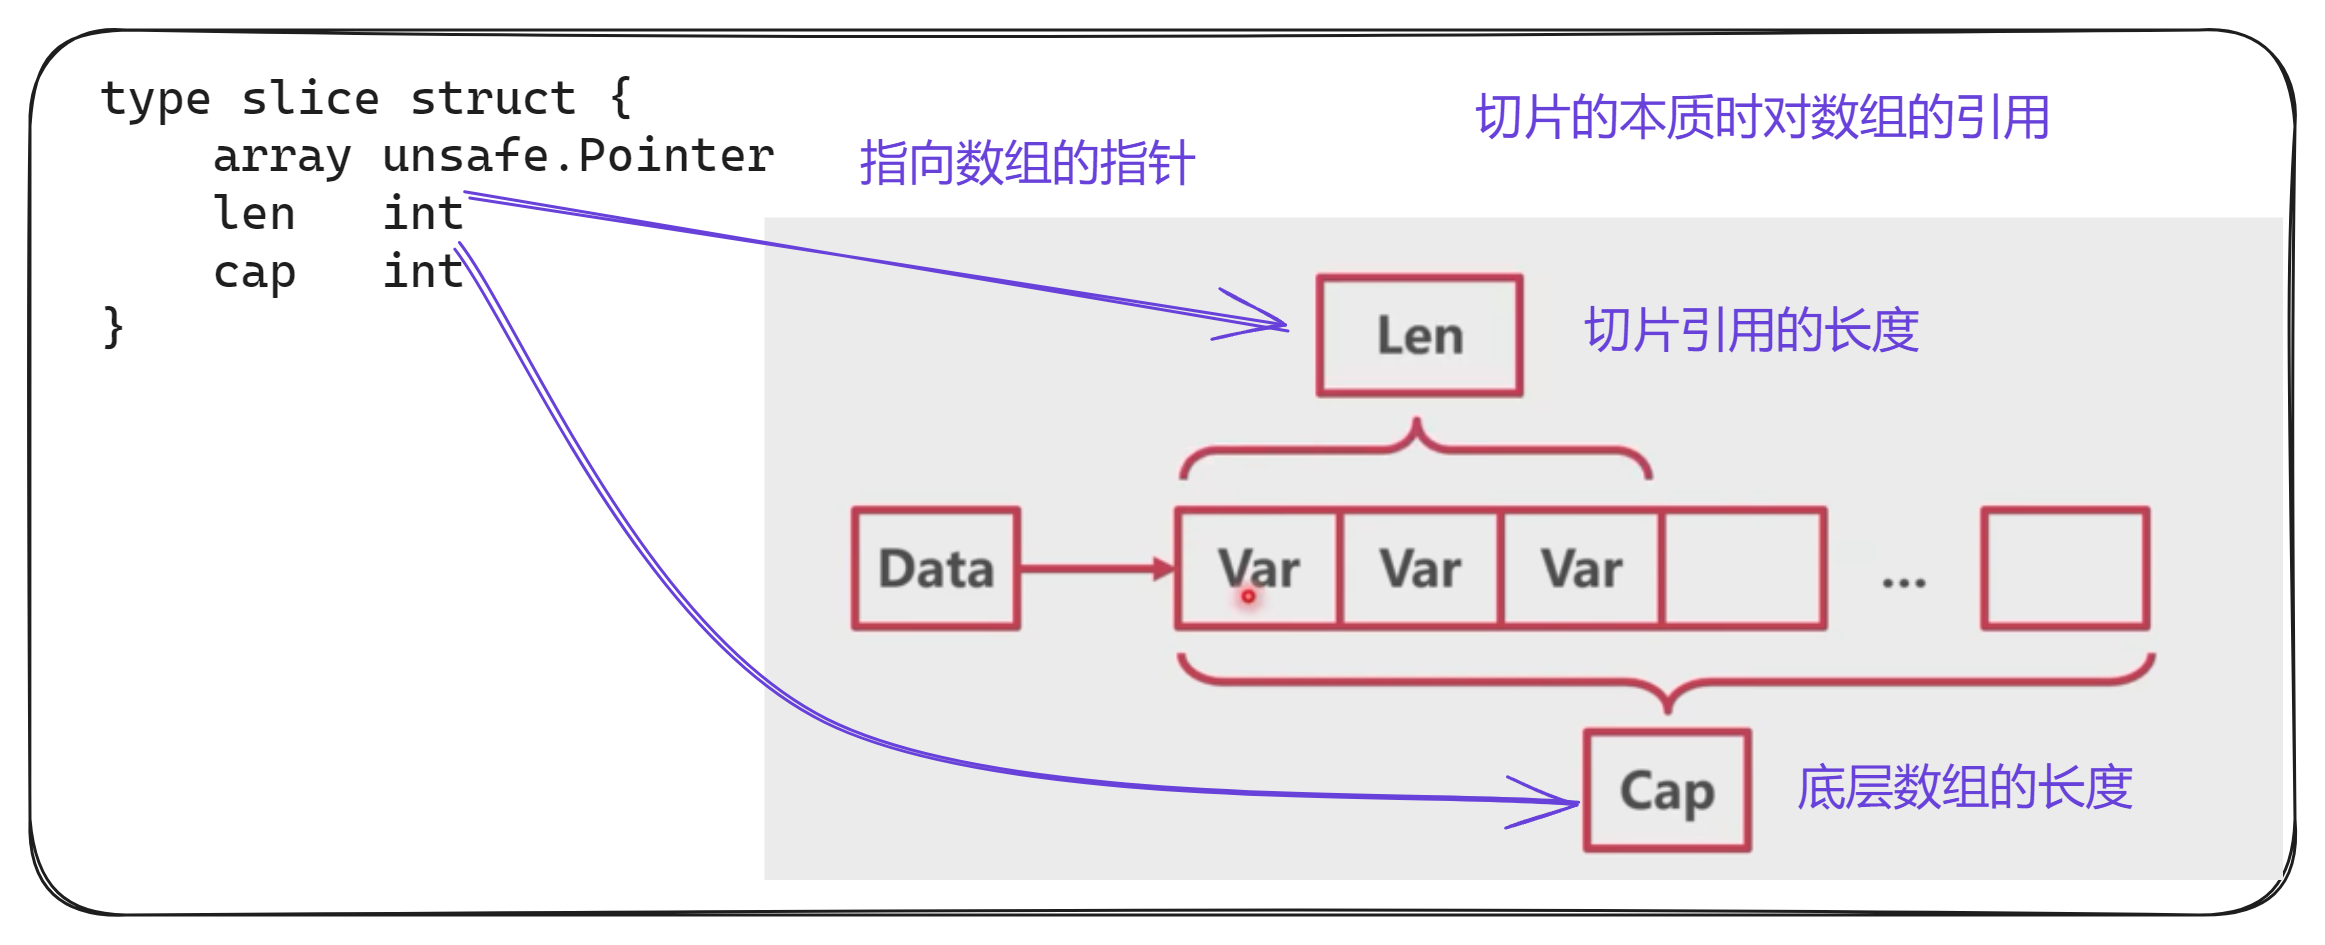 type slice struct {
    array unsafe.Pointer
    len   int
    cap   int
}
指向数组的指针
切片的本质时对数组的引用
Len
切片引用的长度
Data
Var Var Var ...
Cap
底层数组的长度